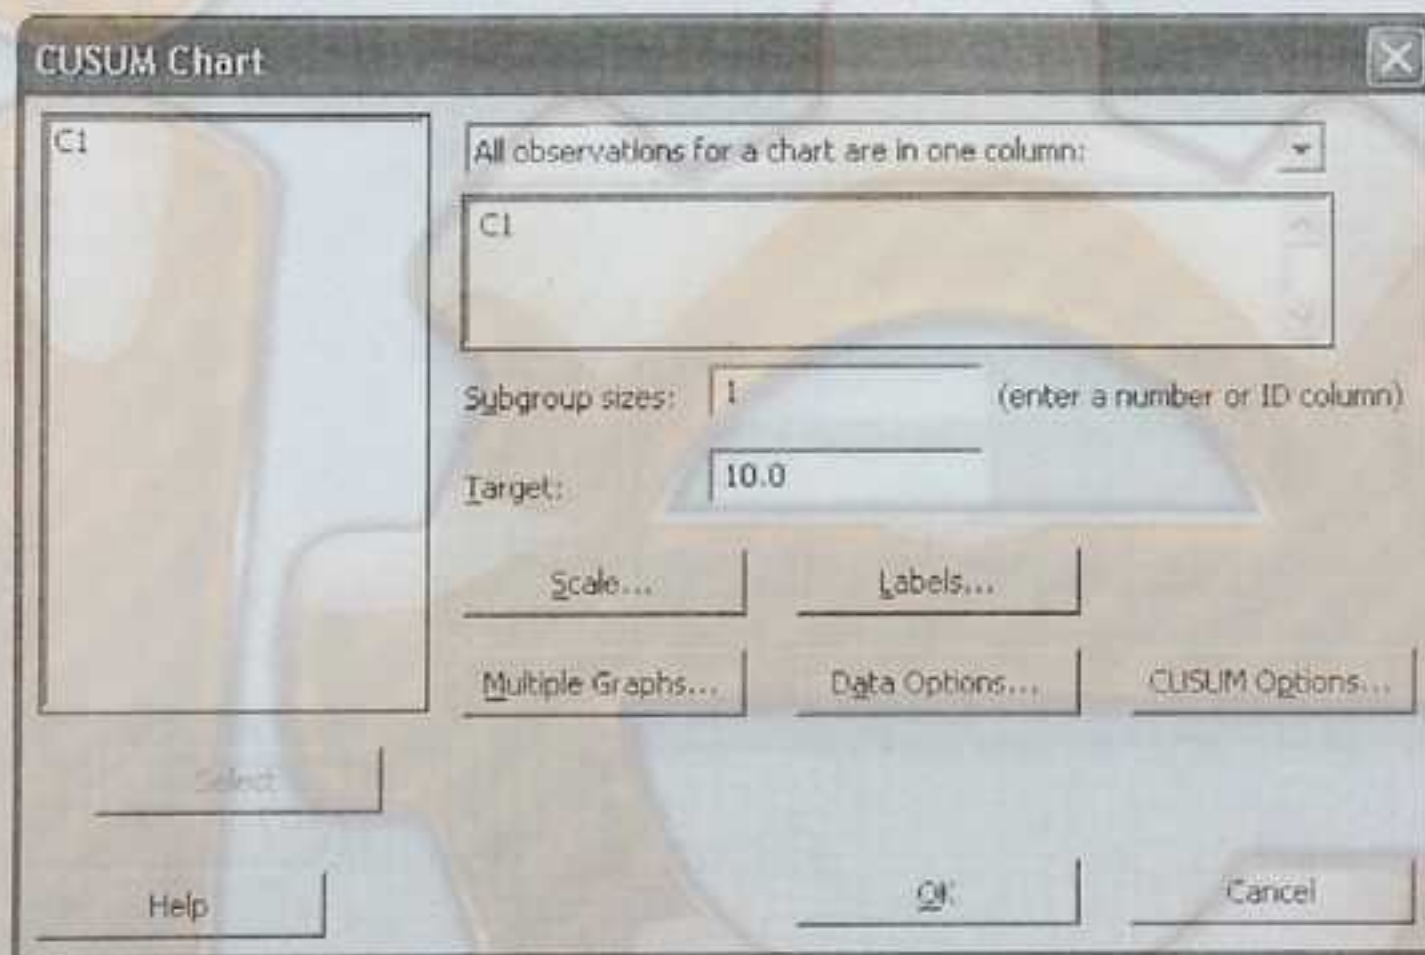 CUSUM Chart
C1
All observations for a chart are in one column:
C1
Subgroup sizes: 1 (enter a number or ID column)
Target: 10.0
Scale... Labels...
Multiple Graphs... Data Options... CUSUM Options...
Select
Help OK Cancel